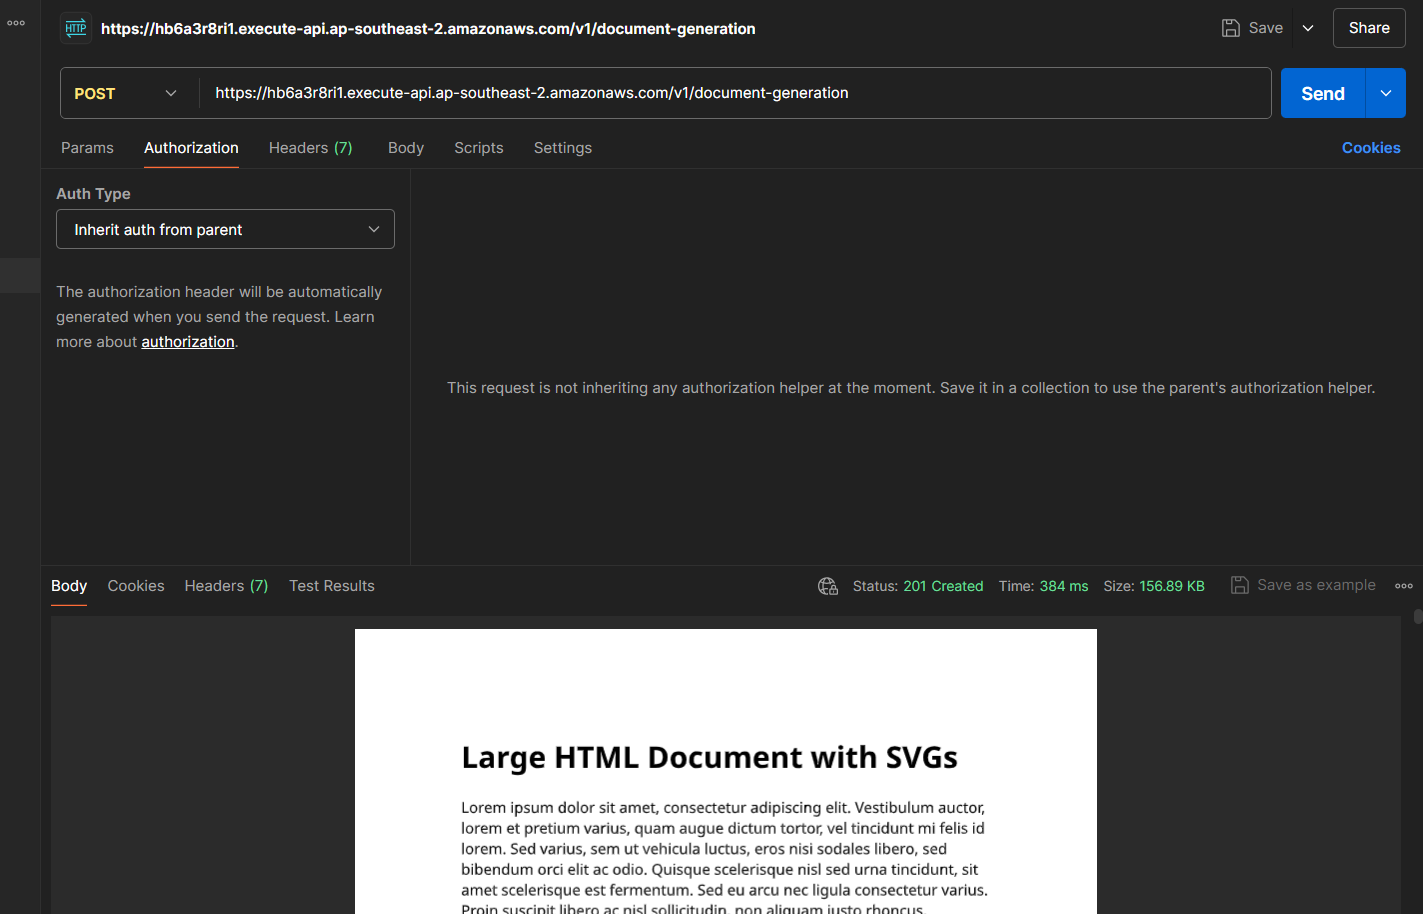 HTTP
https://hb6a3r8ri1.execute-api.ap-southeast-2.amazonaws.com/v1/document-generation
Save
Share
POST
https://hb6a3r8ri1.execute-api.ap-southeast-2.amazonaws.com/v1/document-generation
Send
Params Authorization Headers (7) Body Scripts Settings
Cookies
Auth Type
Inherit auth from parent
The authorization header will be automatically
generated when you send the request. Learn
more about authorization.
This request is not inheriting any authorization helper at the moment. Save it in a collection to use the parent's authorization helper.
Body Cookies Headers (7) Test Results
Status: 201 Created Time: 384 ms Size: 156.89 KB
Save as example
Large HTML Document with SVGs
Lorem ipsum dolor sit amet, consectetur adipiscing elit. Vestibulum auctor,
lorem et pretium varius, quam augue dictum tortor, vel tincidunt mi felis id
lorem. Sed varius, sem ut vehicula luctus, eros nisi sodales libero, sed
bibendum orci elit ac odio. Quisque scelerisque nisl sed urna tincidunt, sit
amet scelerisque est fermentum. Sed eu arcu nec ligula consectetur varius.
Proin suscipit libero ac nisl sollicitudin, non aliquam justo rhoncus.